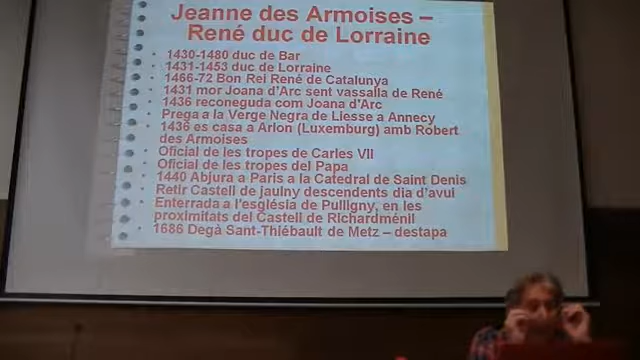 Jeanne des Armoises –
René duc de Lorraine
1430-1480 duc de Bar
1431-1453 duc de Lorraine
1466-72 Bon Rei René de Catalunya
1431 mor Joana d'Arc sent vassalla de René
1436 reconeguda com Joana d'Arc
Prega a la Verge Negra de Liesse a Annecy
1436 es casa a Arlon (Luxemburg) amb Robert
des Armoises
Oficial de les tropes de Carles VII
Oficial de les tropes del Papa
1440 Abjura a Paris a la Catedral de Saint Denis
Retir Castell de jaulny descendents dia d'avui
Enterrada a l'església de Pulligny, en les
proximitats del Castell de Richardménil
1686 Degà Sant-Thiébault de Metz – destapa